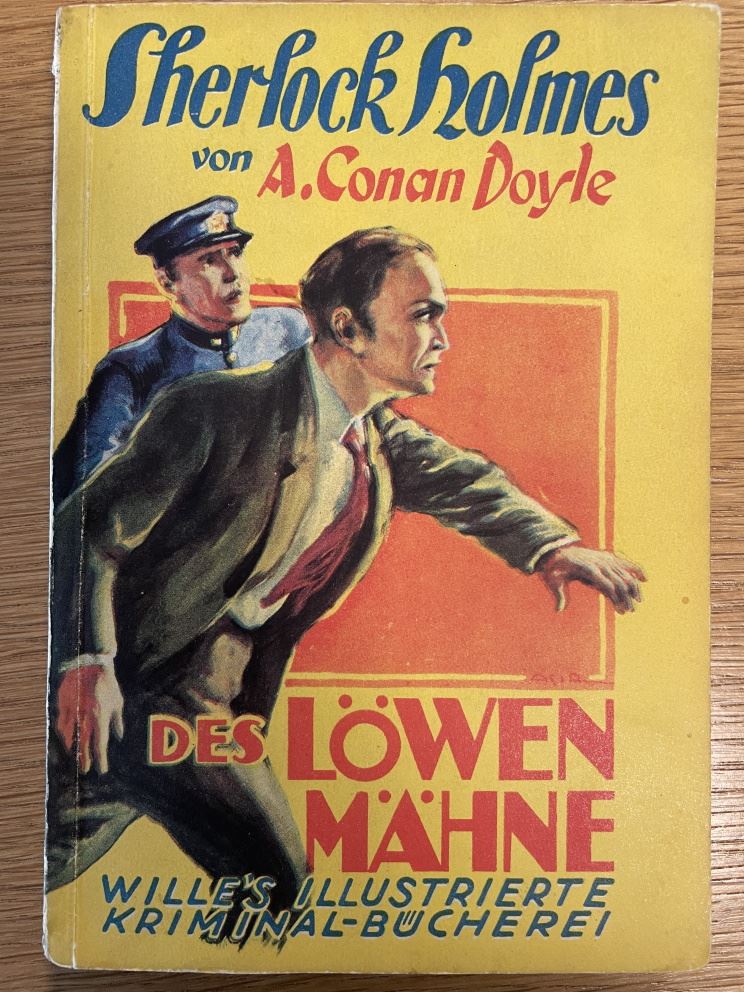 Sherlock Holmes
von A. Conan Doyle
DES LÖWEN
MÄHNE
WILLE'S ILLUSTRIERTE
KRIMINAL-BÜCHEREI